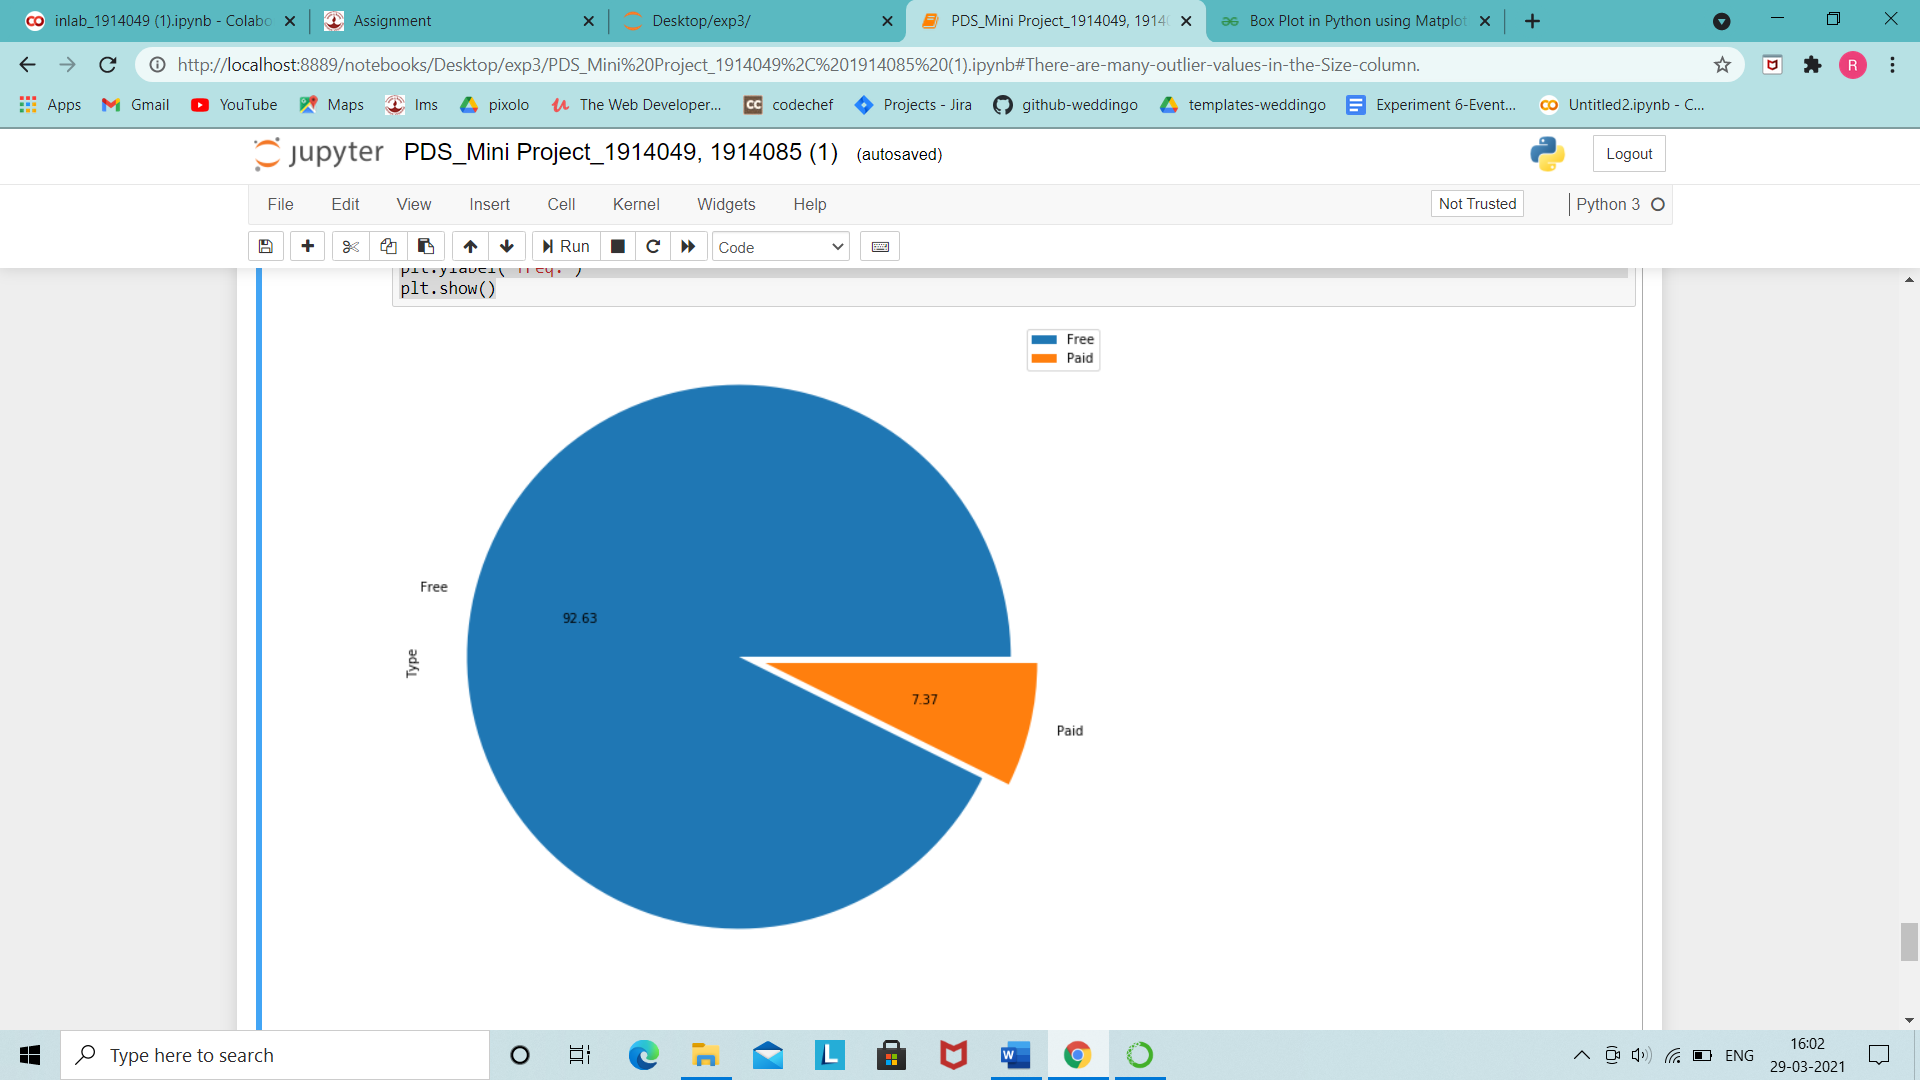 inlab_1914049 (1).ipynb - Colabo
Assignment
Desktop/exp3/
PDS_Mini Project_1914049, 1914
Box Plot in Python using Matplot
http://localhost:8889/notebooks/Desktop/exp3/PDS_Mini%20Project_1914049%2C%201914085%20(1).ipynb#There-are-many-outlier-values-in-the-Size-column.
R
Apps
Gmail
YouTube
Maps
lms
pixolo
The Web Developer...
codechef
Projects - Jira
github-weddingo
templates-weddingo
Experiment 6-Event...
Untitled2.ipynb - C...
jupyter
PDS_Mini Project_1914049, 1914085 (1)
(autosaved)
Logout
File
Edit
View
Insert
Cell
Kernel
Widgets
Help
Not Trusted
Python 3
Run
Code
plt.ylabel("freq.")
plt.show()
Free
Paid
Free
92.63
Type
7.37
Paid
Type here to search
ENG
16:02
29-03-2021